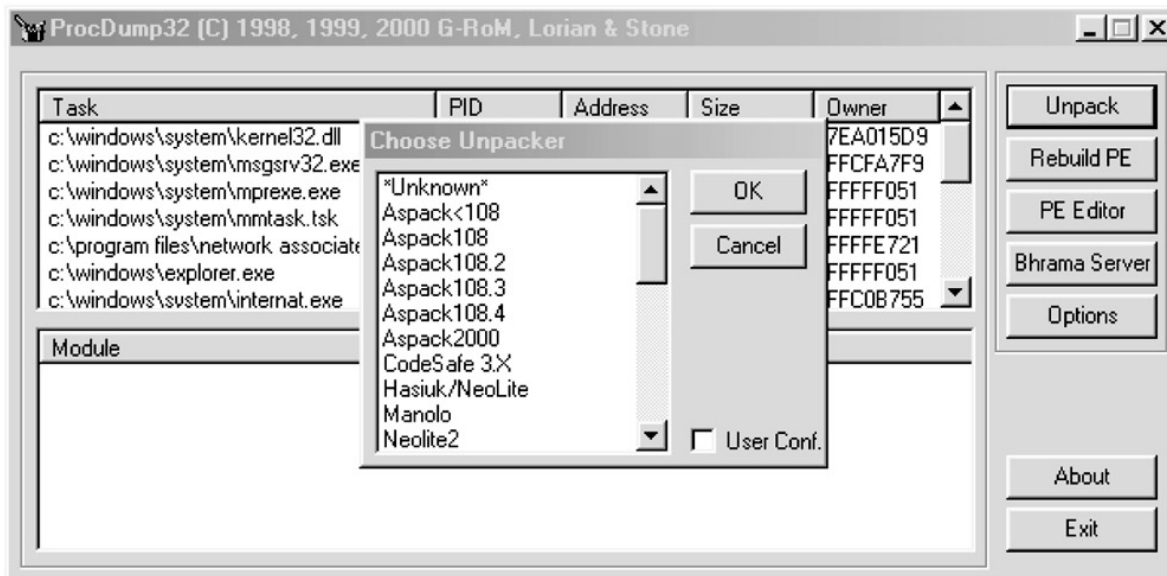 ProcDump32 (C) 1998, 1999, 2000 G-RoM, Lorian & Stone
Task PID Address Size Owner
c:\windows\system\kernel32.dll 7EA015D9
c:\windows\system\msgsrv32.exe FFCFA7F9
c:\windows\system\mprexe.exe FFFFF051
c:\windows\system\mmtask.tsk FFFFF051
c:\program files\network associate FFFFE721
c:\windows\explorer.exe FFFFF051
c:\windows\system\internat.exe FFC0B755
Module
Choose Unpacker
*Unknown*
Aspack<108
Aspack108
Aspack108.2
Aspack108.3
Aspack108.4
Aspack2000
CodeSafe 3.X
Hasiuk/NeoLite
Manolo
Neolite2
OK
Cancel
User Conf.
Unpack
Rebuild PE
PE Editor
Bhrama Server
Options
About
Exit